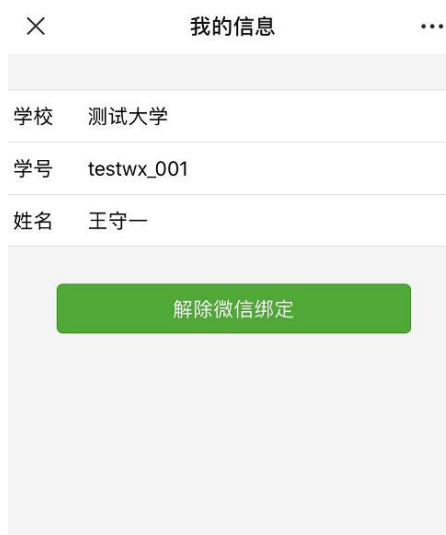 我的信息
学校 测试大学
学号 testwx_001
姓名 王守一
解除微信绑定